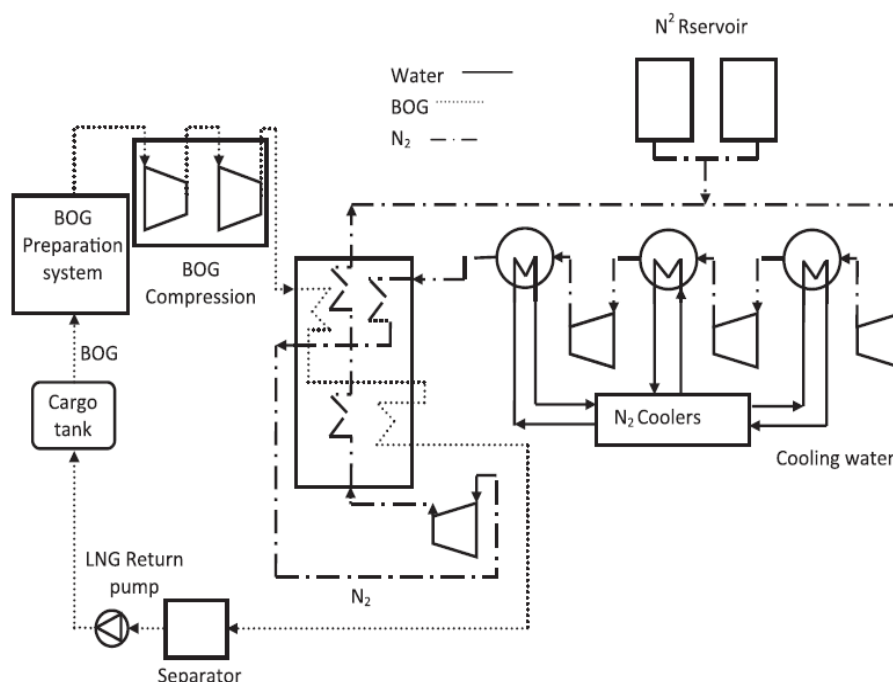 N² Rservoir
Water
BOG
N₂
BOG
Preparation
system
BOG
Compression
BOG
Cargo
tank
N₂ Coolers
Cooling water
LNG Return
pump
N₂
Separator